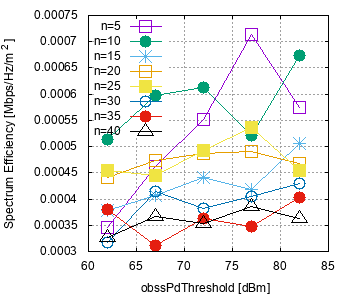 0.00075
0.0007
0.00065
0.0006
0.00055
0.0005
0.00045
0.0004
0.00035
0.0003
Spectrum Efficiency [Mbps/Hz/m²]
n=5
n=10
n=15
n=20
n=25
n=30
n=35
n=40
60 65 70 75 80 85
obssPdThreshold [dBm]